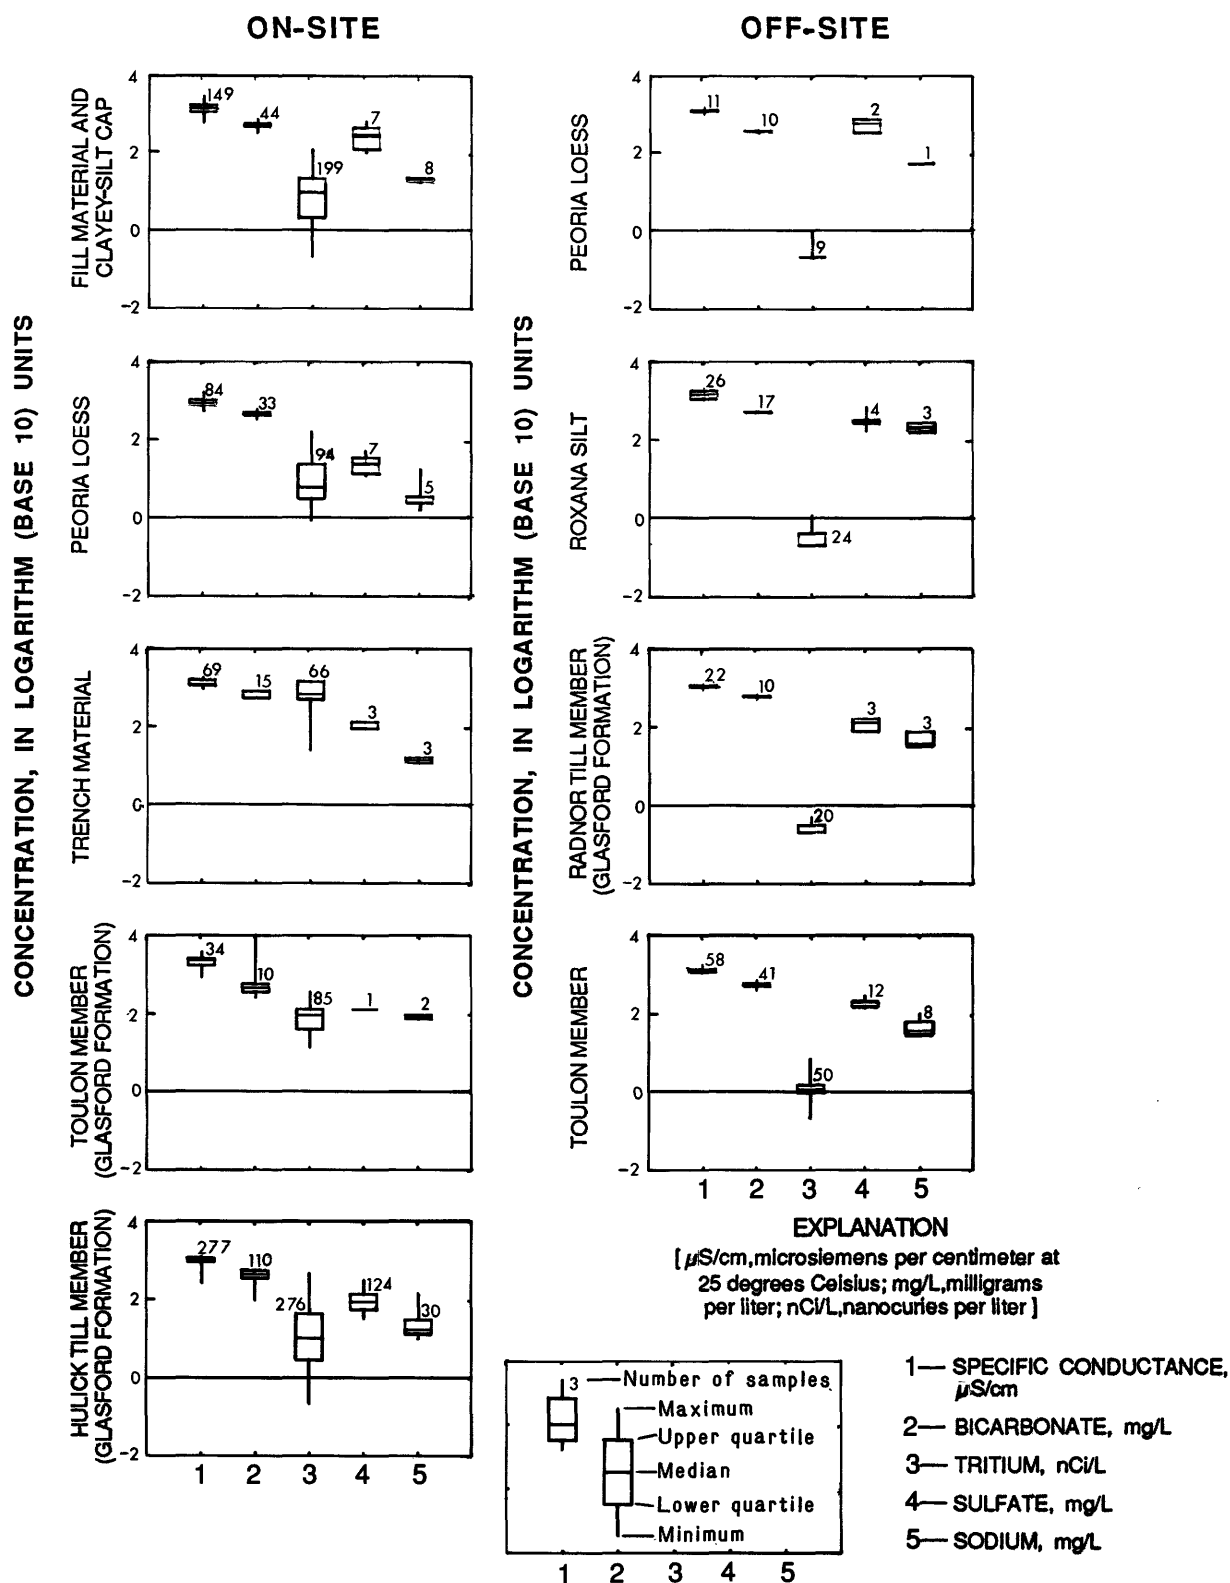 ON-SITE
OFF-SITE
CONCENTRATION, IN LOGARITHM (BASE 10) UNITS
FILL MATERIAL AND
CLAYEY-SILT CAP
4
2
0
-2
149
44
199
7
8
PEORIA LOESS
4
2
0
-2
84
33
94
7
5
TRENCH MATERIAL
4
2
0
-2
69
15
66
3
3
TOULON MEMBER
(GLASFORD FORMATION)
4
2
0
-2
34
10
85
1
2
HULICK TILL MEMBER
(GLASFORD FORMATION)
4
2
0
-2
277
110
276
124
30
1 2 3 4 5
CONCENTRATION, IN LOGARITHM (BASE 10) UNITS
PEORIA LOESS
4
2
0
-2
11
10
9
2
1
ROXANA SILT
4
2
0
-2
26
17
24
4
3
RADNOR TILL MEMBER
(GLASFORD FORMATION)
4
2
0
-2
22
10
20
3
3
TOULON MEMBER
4
2
0
-2
58
41
50
12
8
1 2 3 4 5
EXPLANATION
[ µS/cm,microsiemens per centimeter at
25 degrees Celsius; mg/L,milligrams
per liter; nCi/L,nanocuries per liter ]
3 Number of samples
Maximum
Upper quartile
Median
Lower quartile
Minimum
1 2 3 4 5
1— SPECIFIC CONDUCTANCE,
µS/cm
2— BICARBONATE, mg/L
3— TRITIUM, nCi/L
4— SULFATE, mg/L
5— SODIUM, mg/L